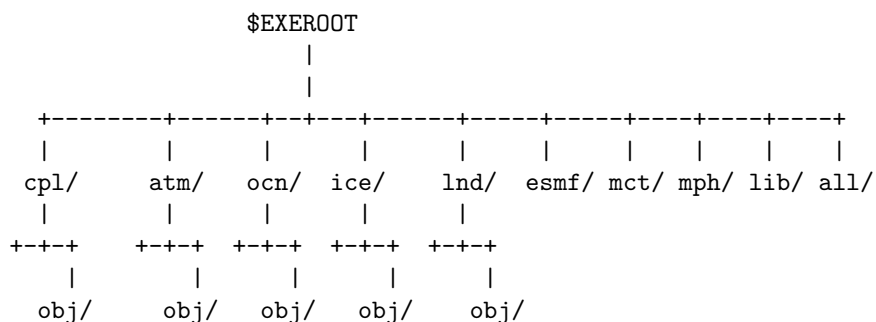 $EXEROOT
|
|
+--------+------+--+---+------+-----+-----+----+----+----+
| | | | | | | | | |
cpl/ atm/ ocn/ ice/ lnd/ esmf/ mct/ mph/ lib/ all/
| | | | |
+-+-+ +-+-+ +-+-+ +-+-+ +-+-+
| | | | |
obj/ obj/ obj/ obj/ obj/